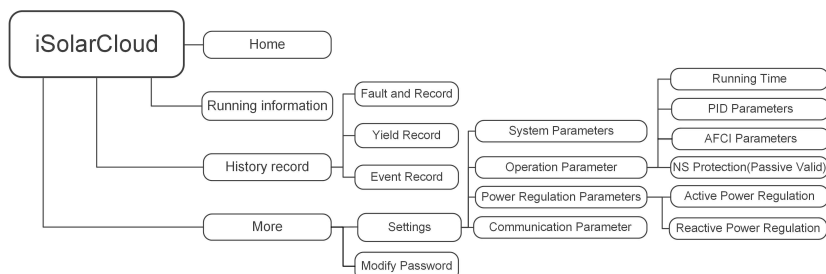 iSolarCloud
Home
Running information
History record
Fault and Record
Yield Record
Event Record
More
Settings
Modify Password
System Parameters
Operation Parameter
Power Regulation Parameters
Communication Parameter
Running Time
PID Parameters
AFCI Parameters
NS Protection(Passive Valid)
Active Power Regulation
Reactive Power Regulation